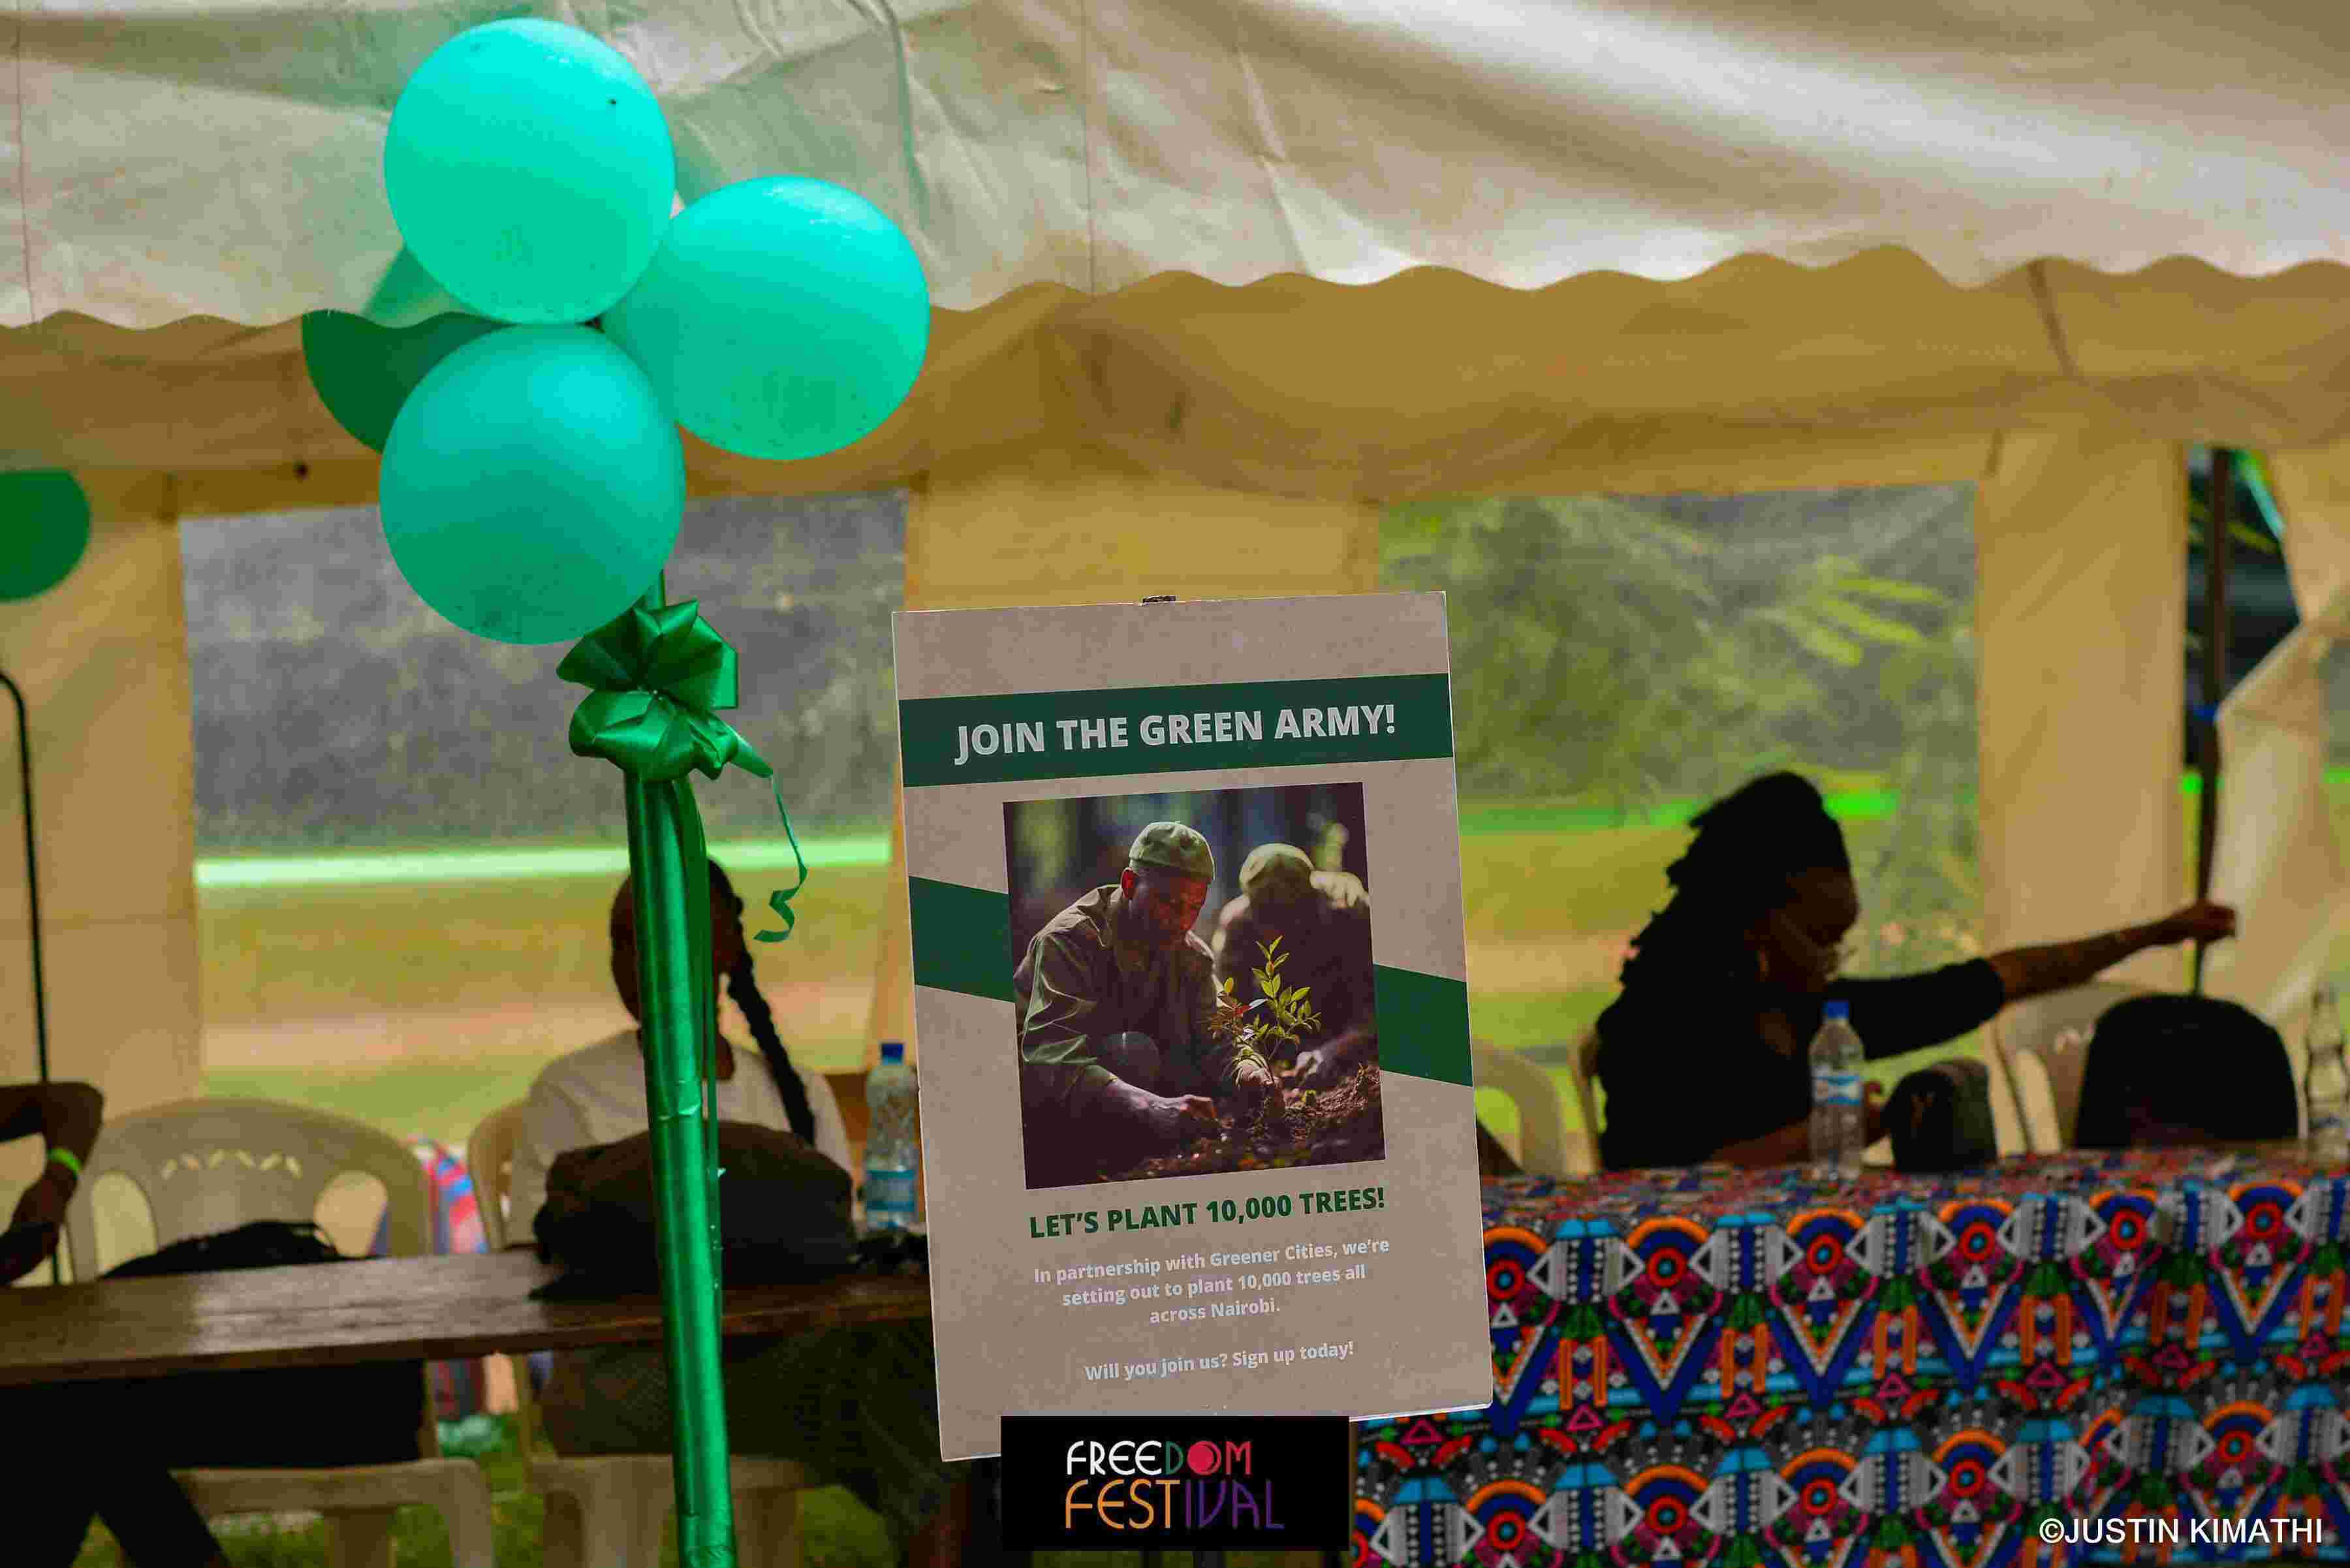 JOIN THE GREEN ARMY!
LET'S PLANT 10,000 TREES!
In partnership with Greener Cities, we're
setting out to plant 10,000 trees all
across Nairobi.
Will you join us? Sign up today!
FREEDOM
FESTIVAL
©JUSTIN KIMATHI